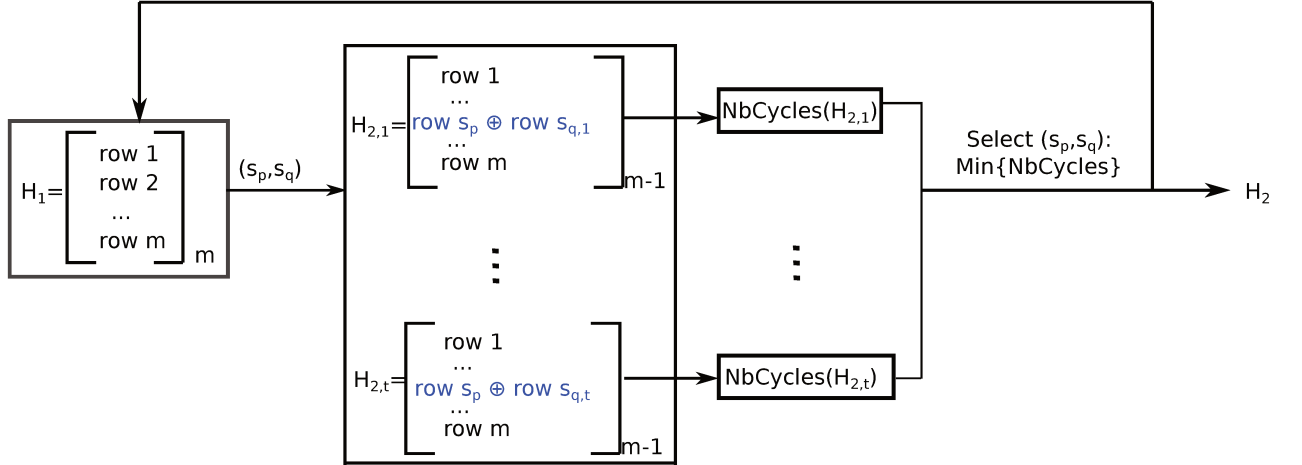 H1=
row 1
row 2
...
row m
m
(sp,sq)
H2,1=
row 1
...
row sp ⊕ row sq,1
...
row m
m-1
...
H2,t=
row 1
...
row sp ⊕ row sq,t
...
row m
m-1
NbCycles(H2,1)
...
NbCycles(H2,t)
Select (sp,sq):
Min{NbCycles}
H2